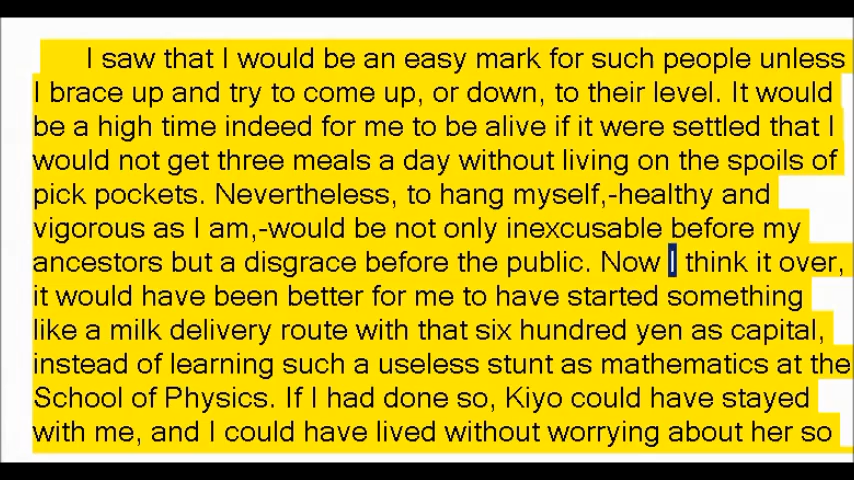 I saw that I would be an easy mark for such people unless
I brace up and try to come up, or down, to their level. It would
be a high time indeed for me to be alive if it were settled that I
would not get three meals a day without living on the spoils of
pick pockets. Nevertheless, to hang myself,-healthy and
vigorous as I am,-would be not only inexcusable before my
ancestors but a disgrace before the public. Now I think it over,
it would have been better for me to have started something
like a milk delivery route with that six hundred yen as capital,
instead of learning such a useless stunt as mathematics at the
School of Physics. If I had done so, Kiyo could have stayed
with me, and I could have lived without worrying about her so